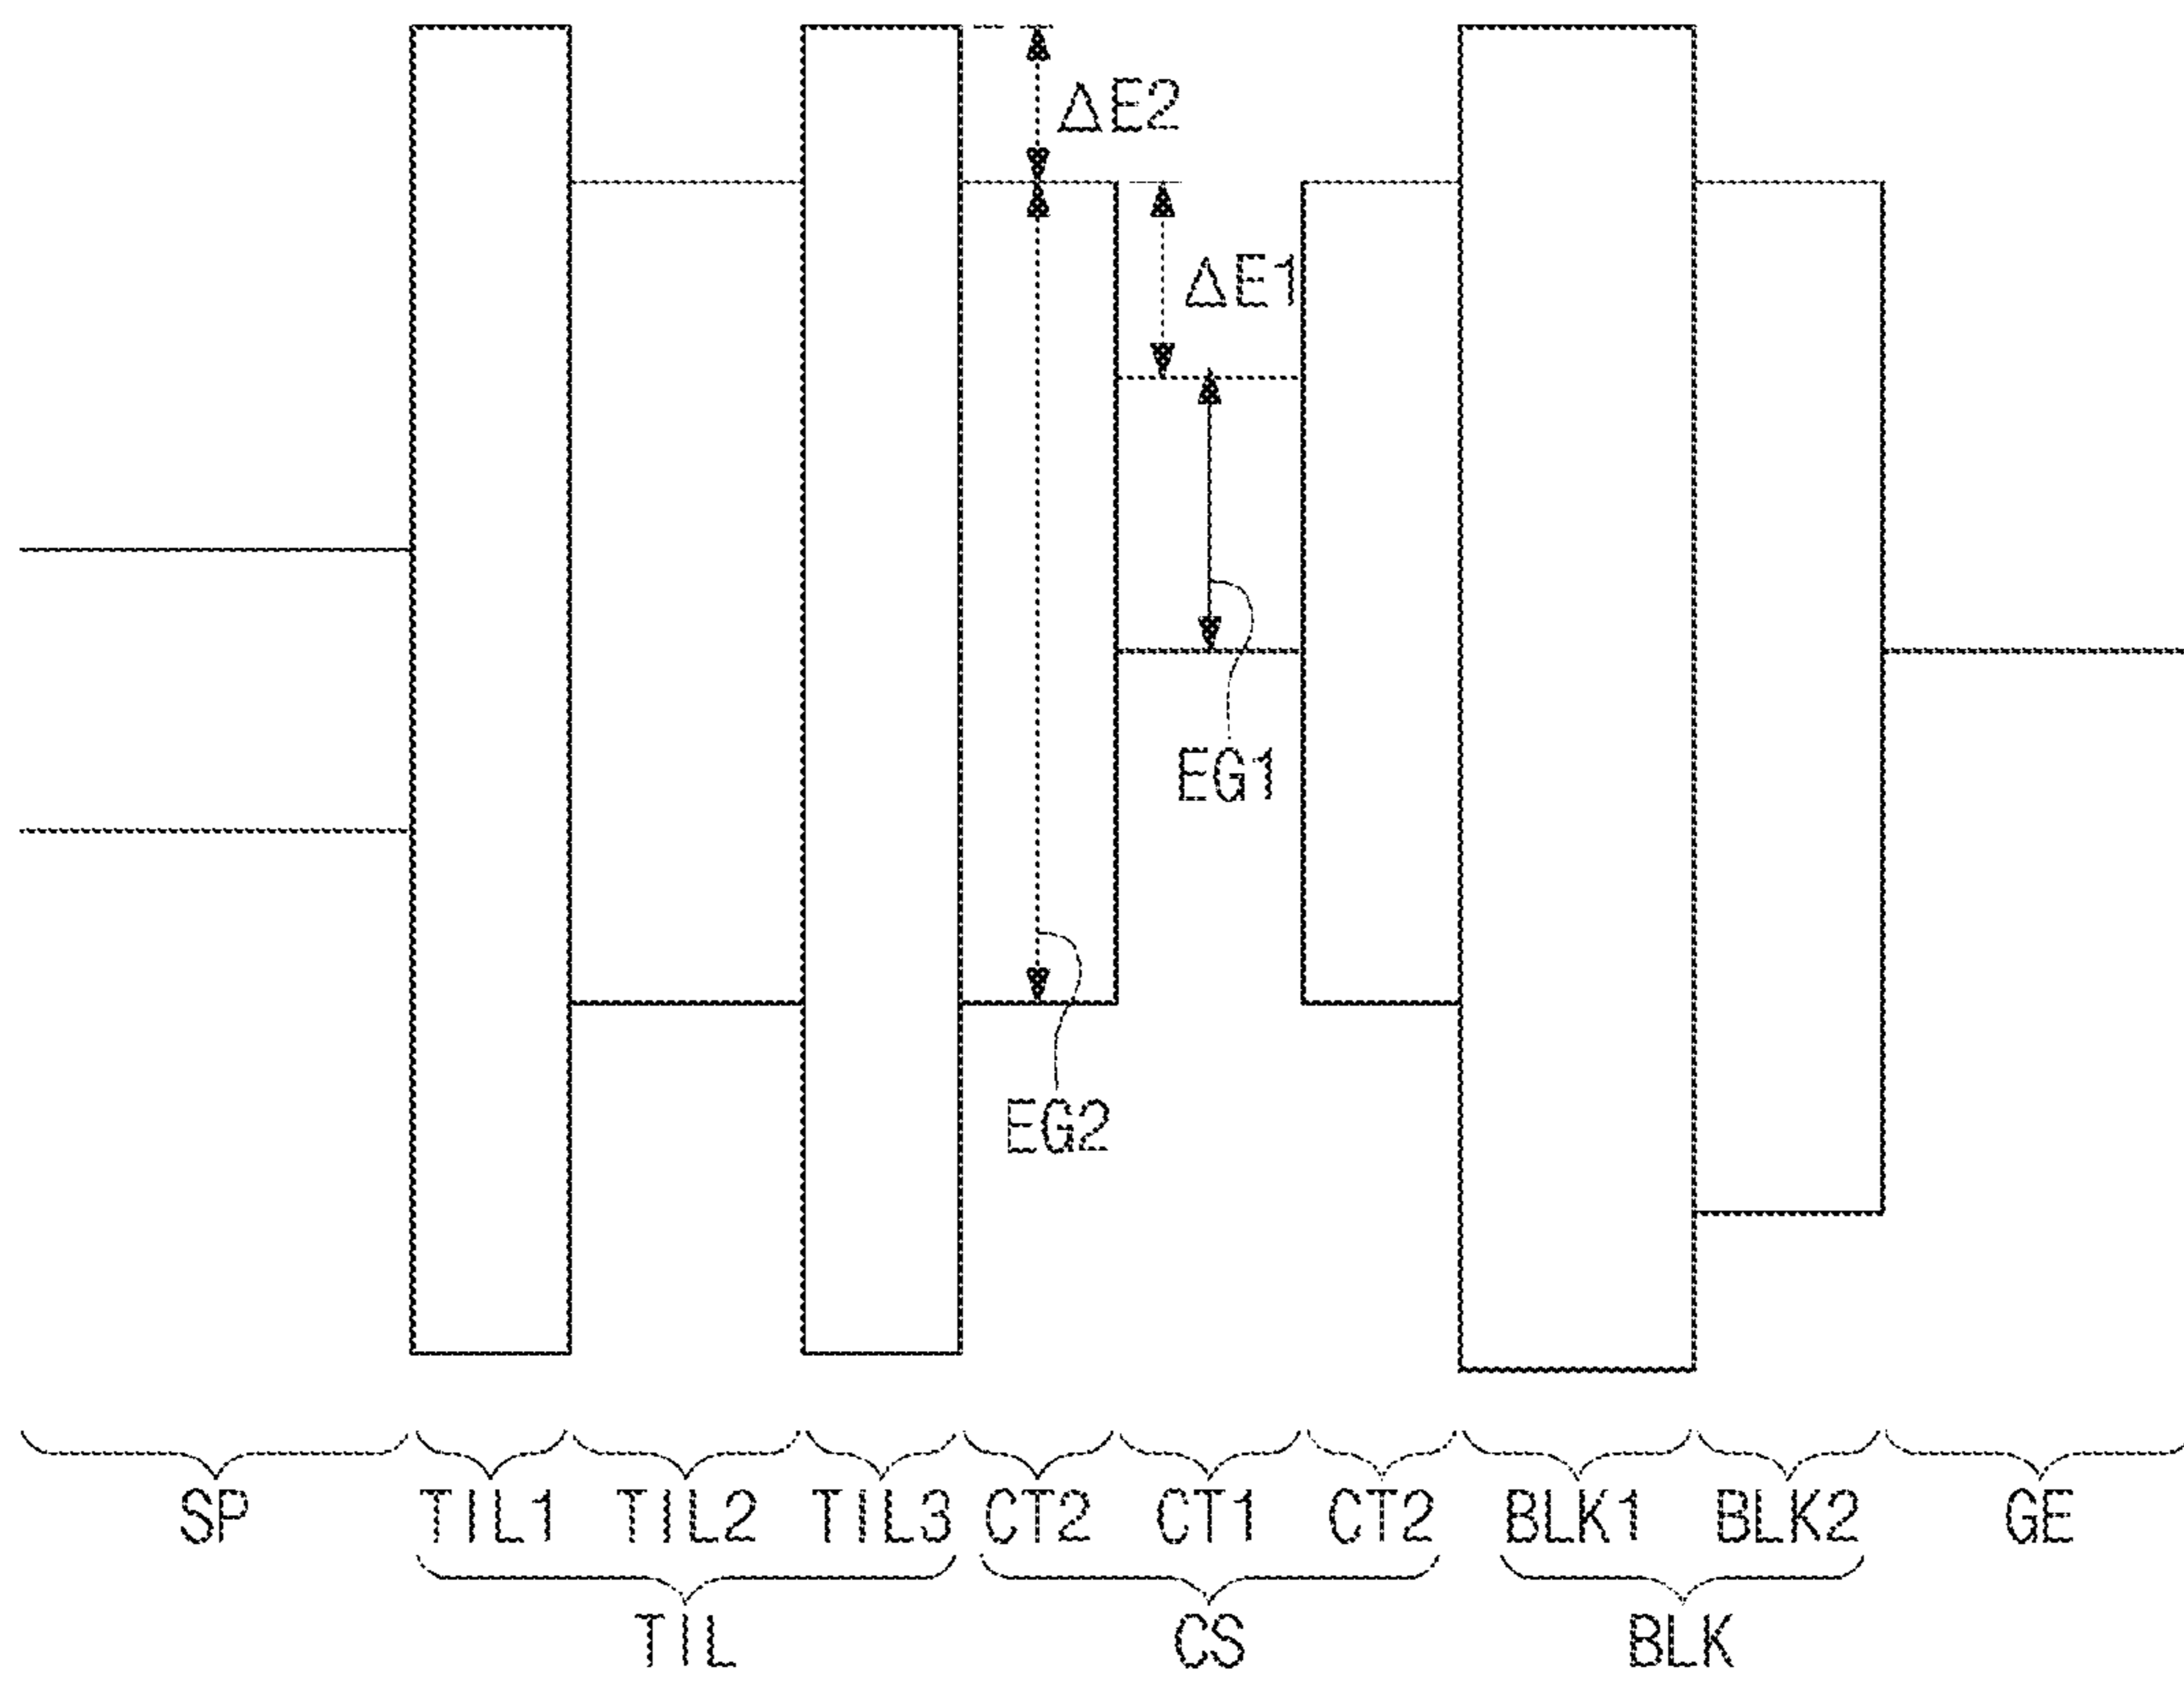 ΔE2
ΔE1
EG1
EG2
SP TIL1 TIL2 TIL3 CT2 CT1 CT2 BLK1 BLK2 GE
TIL CS BLK